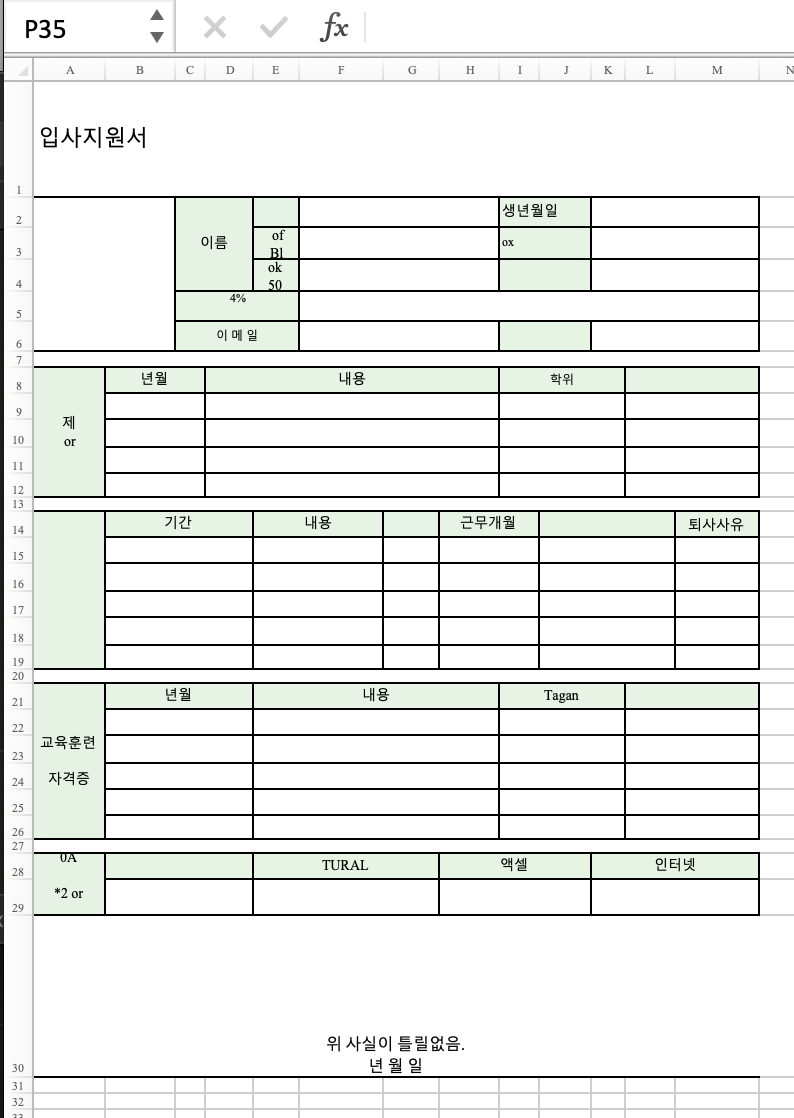 P35
fx
A B C D E F G H I J K L M N
입사지원서
1
2 생년월일
이름
3 of Bl ox
4 ok 50
5 4%
6 이 메 일
7
8 년월 내용 학위
9
제
10 or
11
12
13
14 기간 내용 근무개월 퇴사사유
15
16
17
18
19
20
21 년월 내용 Tagan
22
23 교육훈련
24 자격증
25
26
27
0A
28 TURAL 액셀 인터넷
*2 or
29
위 사실이 틀릴없음.
30 년 월 일
31
32
33